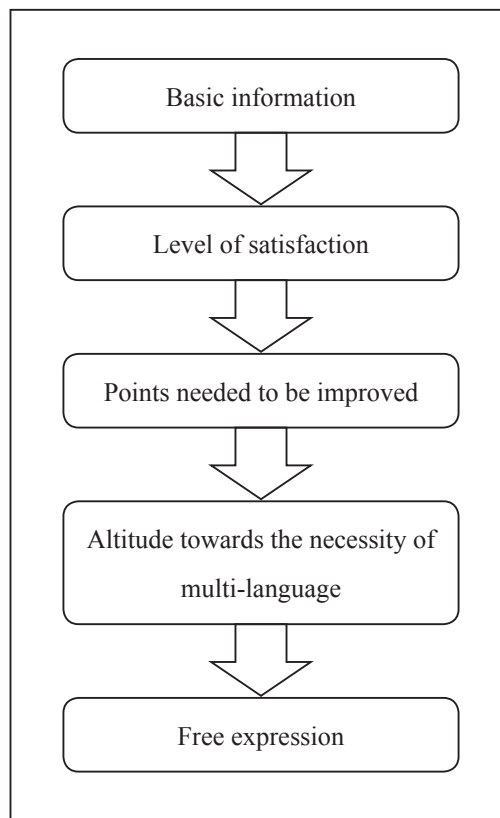 Basic information
Level of satisfaction
Points needed to be improved
Altitude towards the necessity of
multi-language
Free expression